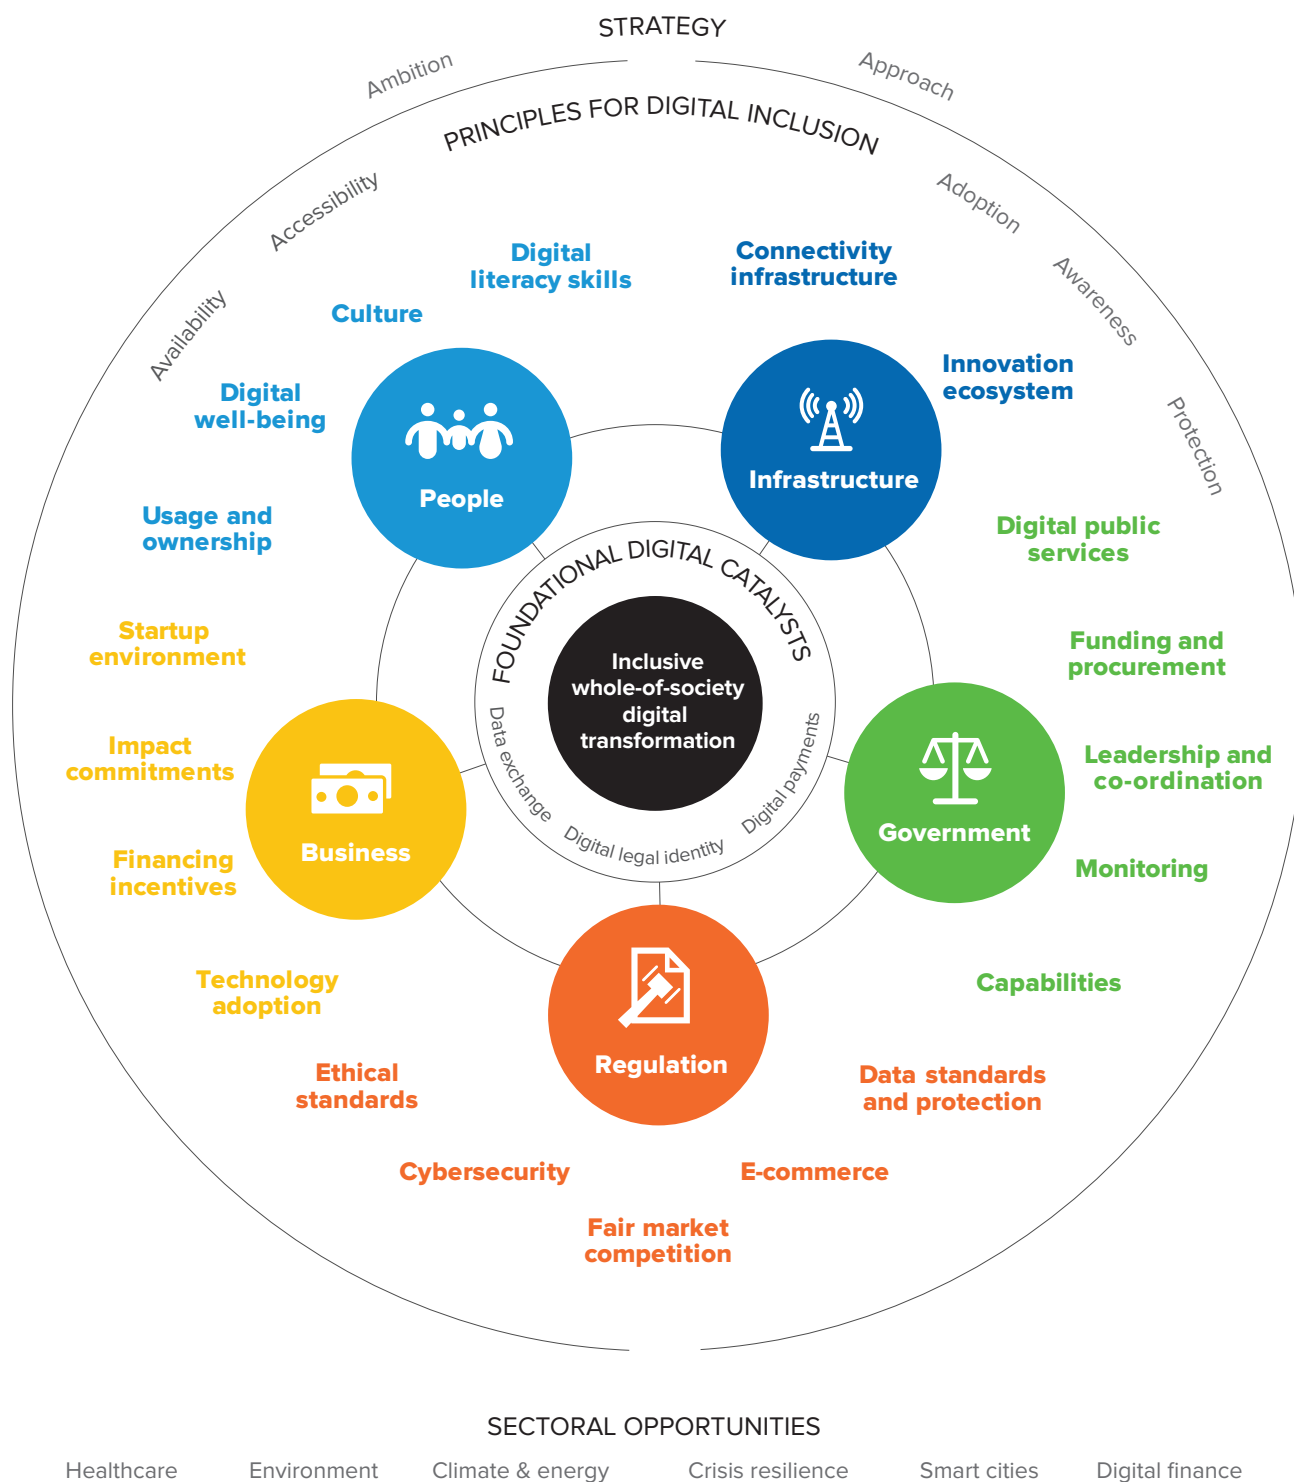 STRATEGY
Ambition
Approach
PRINCIPLES FOR DIGITAL INCLUSION
Availability
Accessibility
Adoption
Awareness
Protection
Digital
literacy skills
Culture
Digital
well-being
Usage and
ownership
People
Connectivity
infrastructure
Innovation
ecosystem
Infrastructure
Digital public
services
Funding and
procurement
Leadership and
co-ordination
Monitoring
Capabilities
Government
Startup
environment
Impact
commitments
Financing
incentives
Technology
adoption
Business
FOUNDATIONAL DIGITAL CATALYSTS
Inclusive
whole-of-society
digital
transformation
Data exchange
Digital legal identity
Digital payments
Regulation
Ethical
standards
Cybersecurity
Fair market
competition
E-commerce
Data standards
and protection
SECTORAL OPPORTUNITIES
Healthcare
Environment
Climate & energy
Crisis resilience
Smart cities
Digital finance